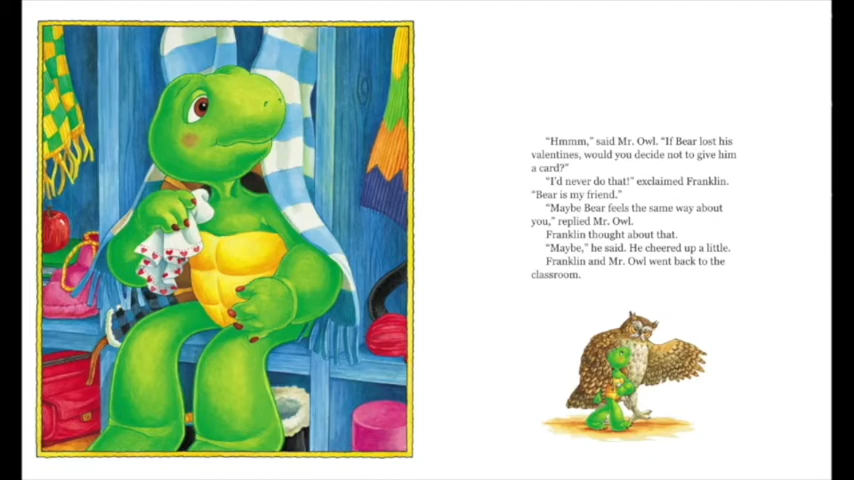 “Hmmm,” said Mr. Owl. “If Bear lost his
valentines, would you decide not to give him
a card?”
“I’d never do that!” exclaimed Franklin.
“Bear is my friend.”
“Maybe Bear feels the same way about
you,” replied Mr. Owl.
Franklin thought about that.
“Maybe,” he said. He cheered up a little.
Franklin and Mr. Owl went back to the
classroom.